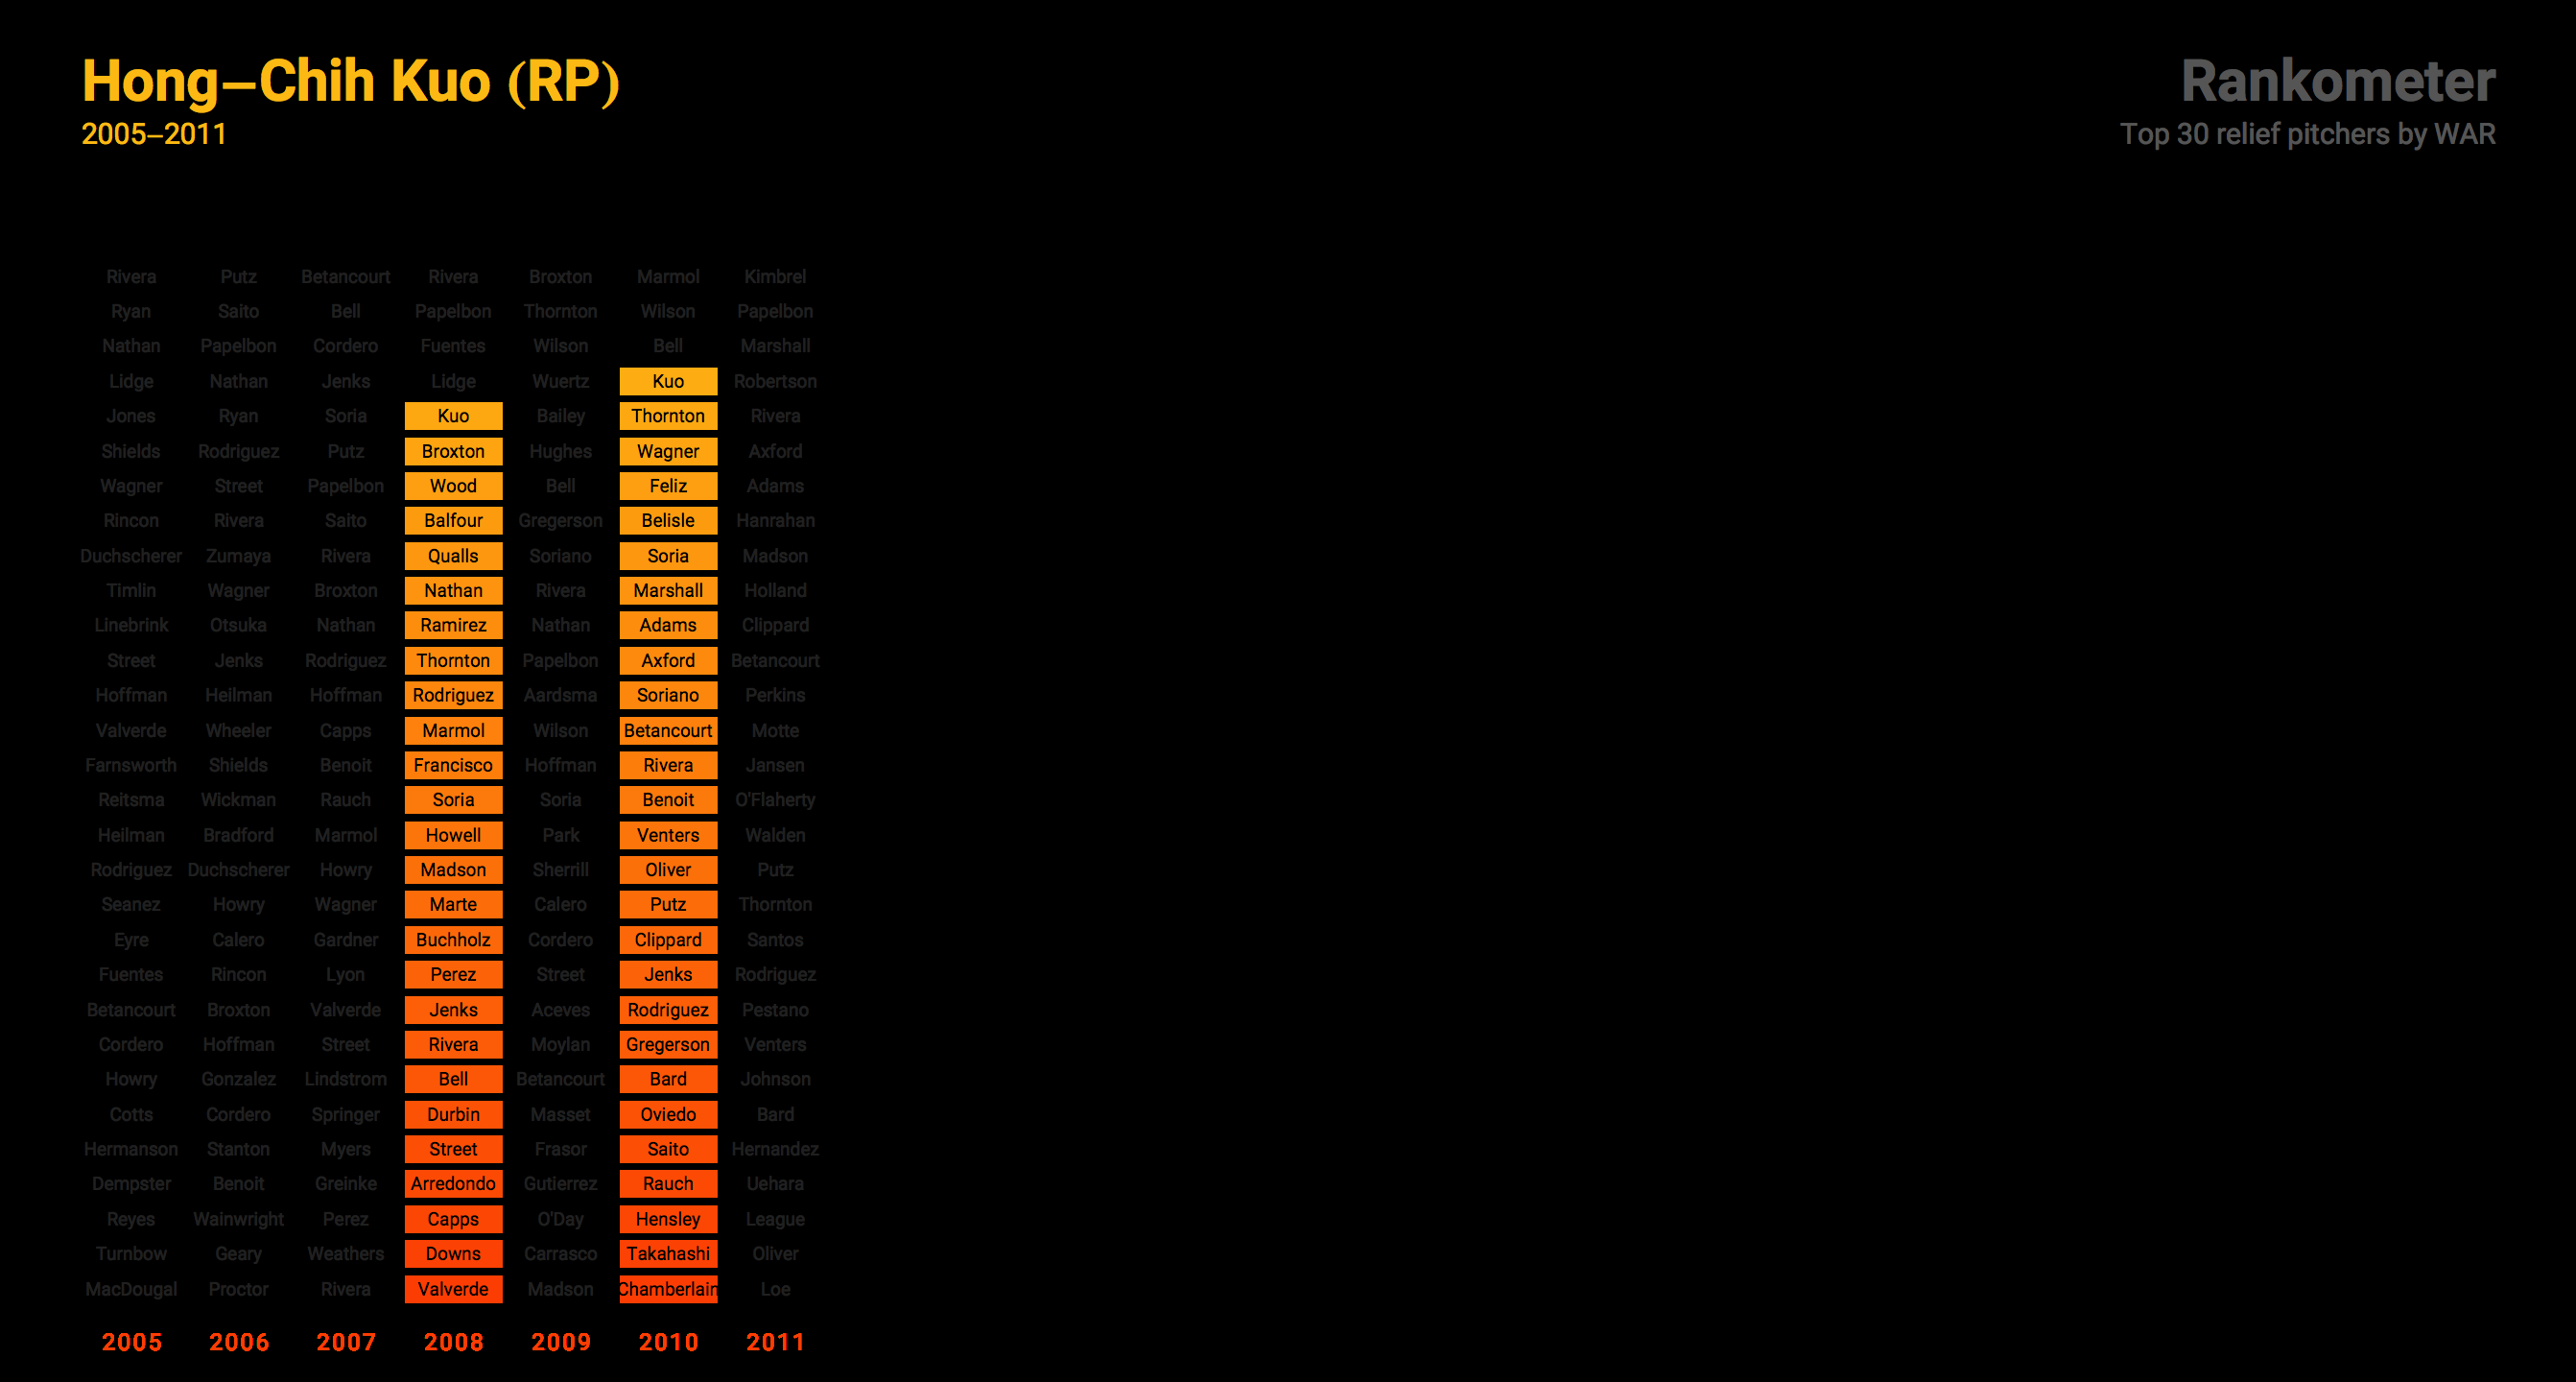 Hong–Chih Kuo (RP)
2005–2011
Rankometer
Top 30 relief pitchers by WAR
Rivera Putz Betancourt Rivera Broxton Marmol Kimbrel
Ryan Saito Bell Papelbon Thornton Wilson Papelbon
Nathan Papelbon Cordero Fuentes Wilson Bell Marshall
Lidge Nathan Jenks Lidge Wuertz Kuo Robertson
Jones Ryan Soria Kuo Bailey Thornton Rivera
Shields Rodriguez Putz Broxton Hughes Wagner Axford
Wagner Street Papelbon Wood Bell Feliz Adams
Rincon Rivera Saito Balfour Gregerson Belisle Hanrahan
Duchscherer Zumaya Rivera Qualls Soriano Soria Madson
Timlin Wagner Broxton Nathan Rivera Marshall Holland
Linebrink Otsuka Nathan Ramirez Nathan Adams Clippard
Street Jenks Rodriguez Thornton Papelbon Axford Betancourt
Hoffman Heilman Hoffman Rodriguez Aardsma Soriano Perkins
Valverde Wheeler Capps Marmol Wilson Betancourt Motte
Farnsworth Shields Benoit Francisco Hoffman Rivera Jansen
Reitsma Wickman Rauch Soria Soria Benoit O'Flaherty
Heilman Bradford Marmol Howell Park Venters Walden
Rodriguez Duchscherer Howry Madson Sherrill Oliver Putz
Seanez Howry Wagner Marte Calero Putz Thornton
Eyre Calero Gardner Buchholz Cordero Clippard Santos
Fuentes Rincon Lyon Perez Street Jenks Rodriguez
Betancourt Broxton Valverde Jenks Aceves Rodriguez Pestano
Cordero Hoffman Street Rivera Moylan Gregerson Venters
Howry Gonzalez Lindstrom Bell Betancourt Bard Johnson
Cotts Cordero Springer Durbin Masset Oviedo Bard
Hermanson Stanton Myers Street Frasor Saito Hernandez
Dempster Benoit Greinke Arredondo Gutierrez Rauch Uehara
Reyes Wainwright Perez Capps O'Day Hensley League
Turnbow Geary Weathers Downs Carrasco Takahashi Oliver
MacDougal Proctor Rivera Valverde Madson Chamberlain Loe
2005 2006 2007 2008 2009 2010 2011